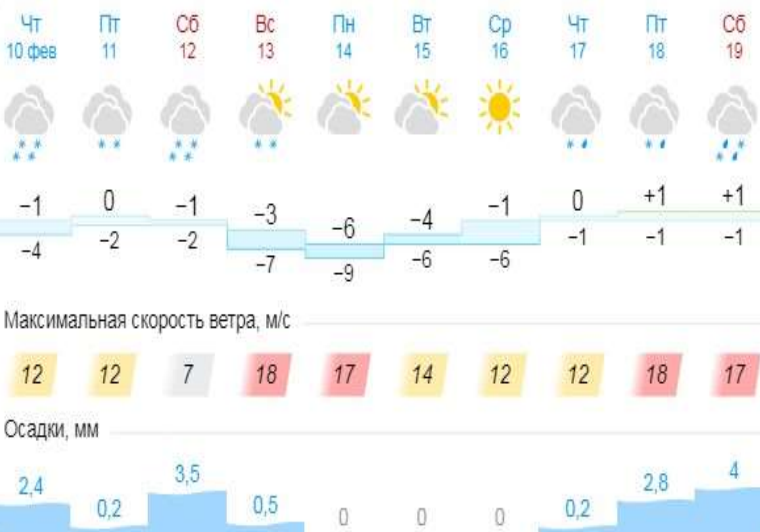 Чт Пт Сб Вс Пн Вт Ср Чт Пт Сб
10 фев 11 12 13 14 15 16 17 18 19
−1 0 −1 −3 −6 −4 −1 0 +1 +1
−4 −2 −2 −7 −9 −6 −6 −1 −1 −1
Максимальная скорость ветра, м/с
12 12 7 18 17 14 12 12 18 17
Осадки, мм
2,4 0,2 3,5 0,5 0 0 0 0,2 2,8 4